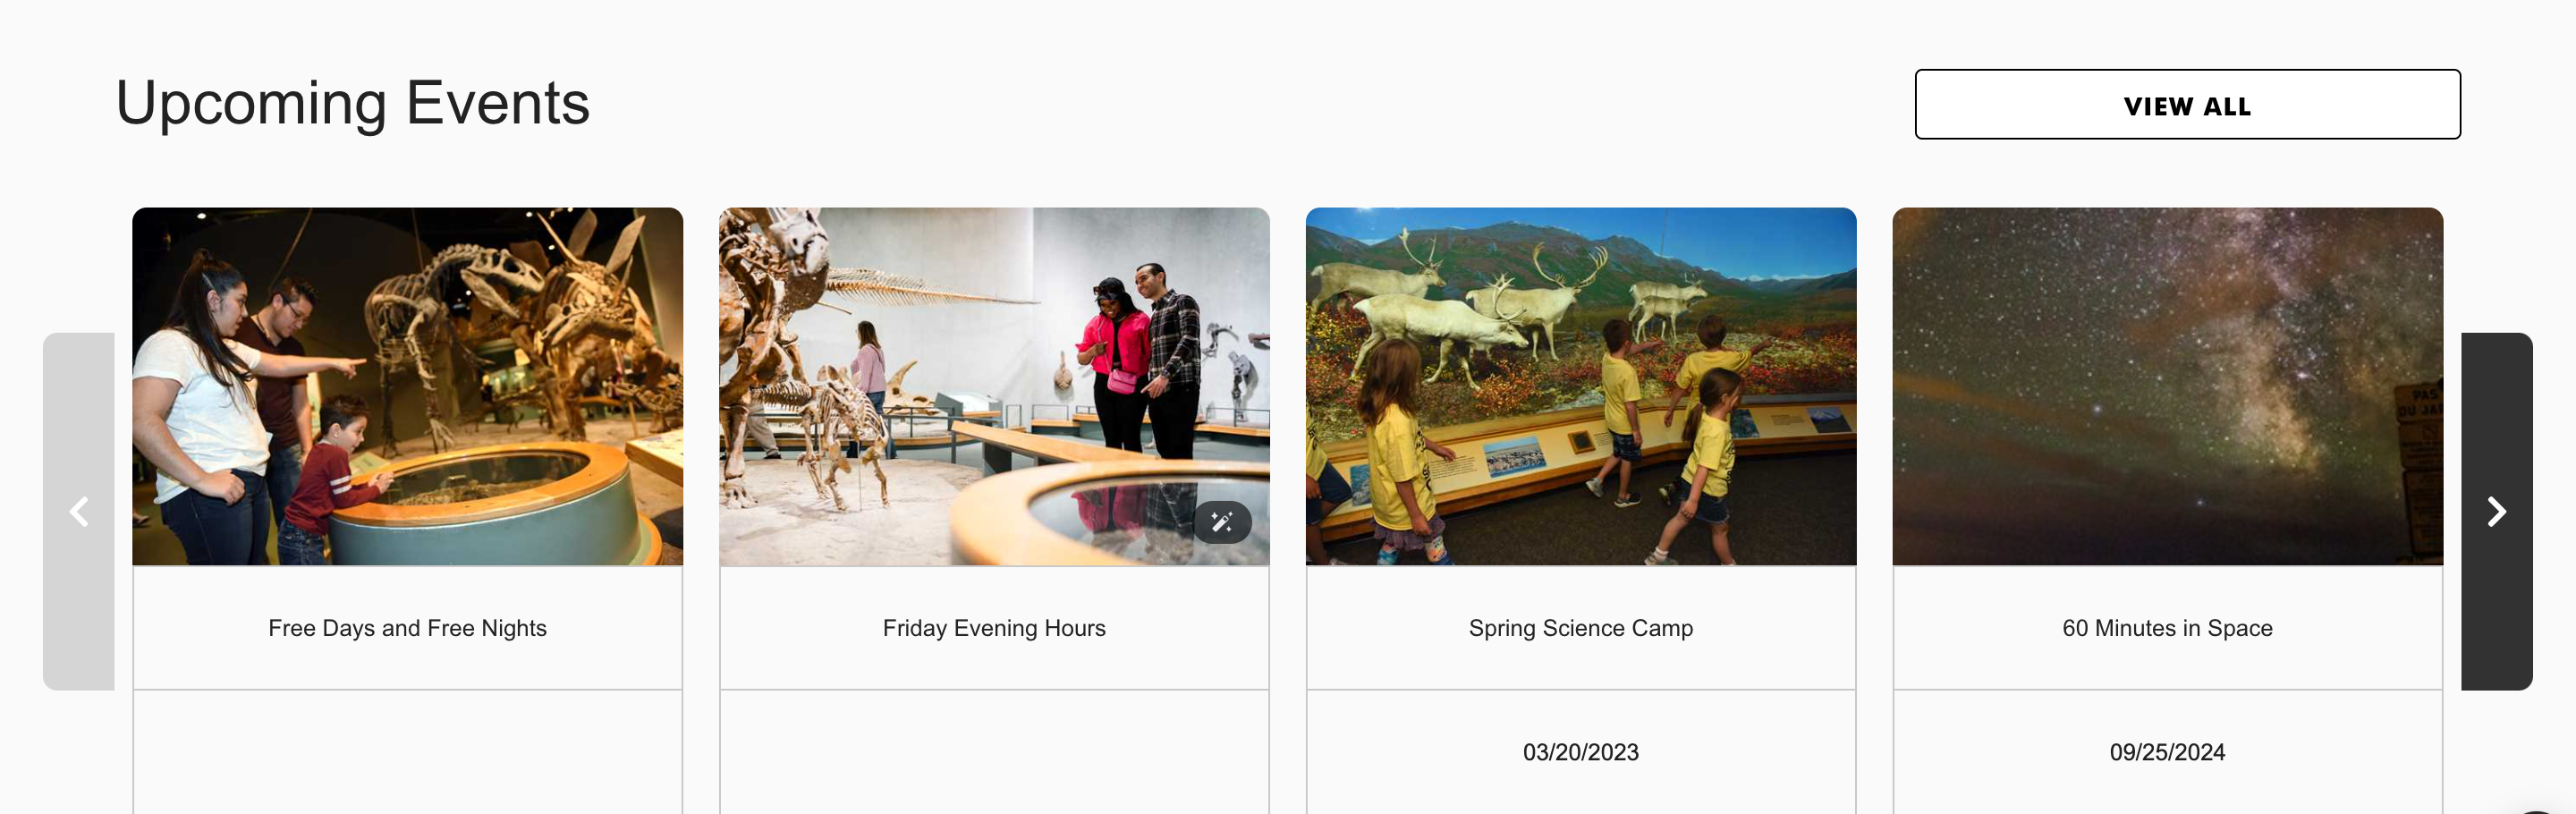 Upcoming Events
VIEW ALL
Free Days and Free Nights
Friday Evening Hours
Spring Science Camp
60 Minutes in Space
03/20/2023
09/25/2024